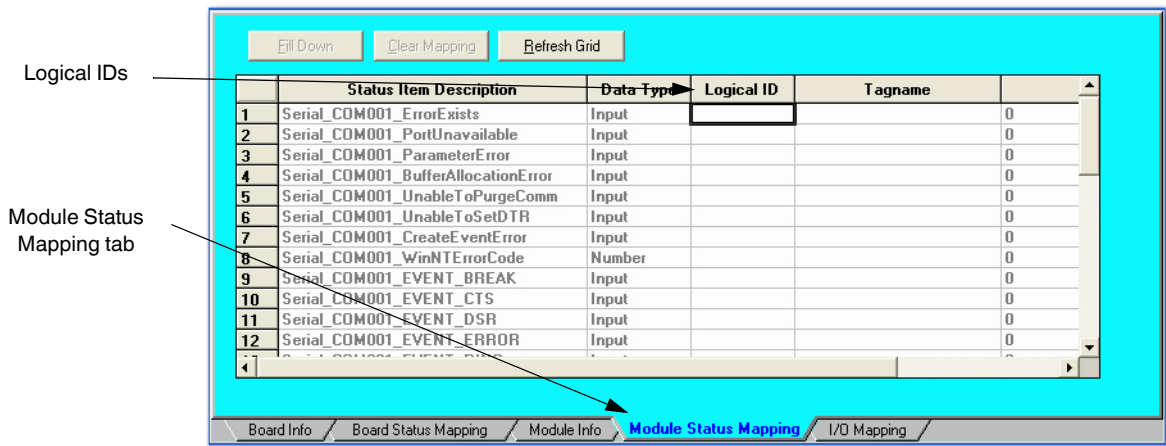 Fill Down Clear Mapping Refresh Grid
Logical IDs
Status Item Description Data Type Logical ID Tagname
1 Serial_COM001_ErrorExists Input 0
2 Serial_COM001_PortUnavailable Input 0
3 Serial_COM001_ParameterError Input 0
4 Serial_COM001_BufferAllocationError Input 0
5 Serial_COM001_UnableToPurgeComm Input 0
6 Serial_COM001_UnableToSetDTR Input 0
Module Status
Mapping tab
7 Serial_COM001_CreateEventError Input 0
8 Serial_COM001_WinNTErrorCode Number 0
9 Serial_COM001_EVENT_BREAK Input 0
10 Serial_COM001_EVENT_CTS Input 0
11 Serial_COM001_EVENT_DSR Input 0
12 Serial_COM001_EVENT_ERROR Input 0
Board Info Board Status Mapping Module Info Module Status Mapping I/O Mapping